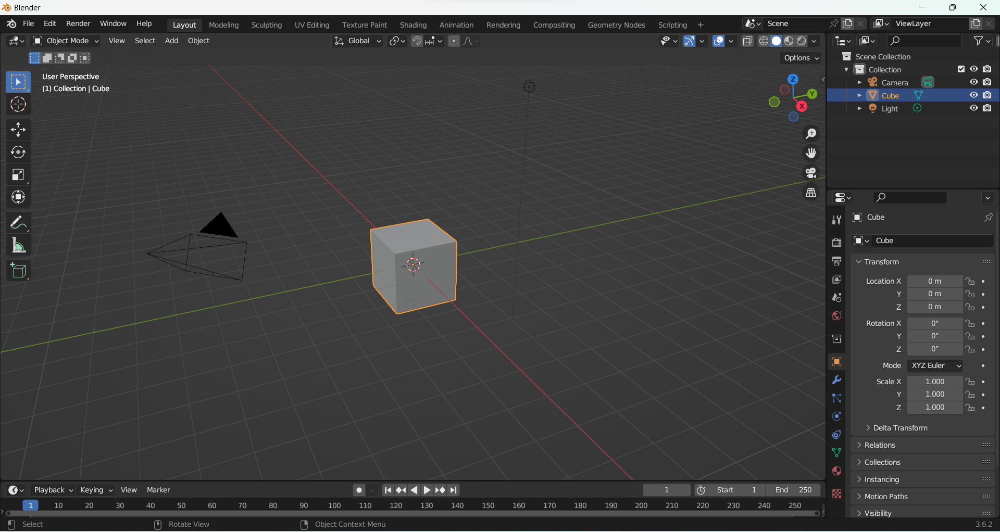 Blender
File Edit Render Window Help Layout Modeling Sculpting UV Editing Texture Paint Shading Animation Rendering Compositing Geometry Nodes Scripting + Scene ViewLayer
Object Mode View Select Add Object Global
Options
User Perspective
(1) Collection | Cube
Z
Y
X
Scene Collection
Collection
Camera
Cube
Light
Cube
Cube
Transform
Location X 0 m
Y 0 m
Z 0 m
Rotation X 0°
Y 0°
Z 0°
Mode XYZ Euler
Scale X 1.000
Y 1.000
Z 1.000
Delta Transform
Relations
Collections
Instancing
Motion Paths
Visibility
Playback Keying View Marker 1 Start 1 End 250
1 10 20 30 40 50 60 70 80 90 100 110 120 130 140 150 160 170 180 190 200 210 220 230 240 250
Select Rotate View Object Context Menu 3.6.2